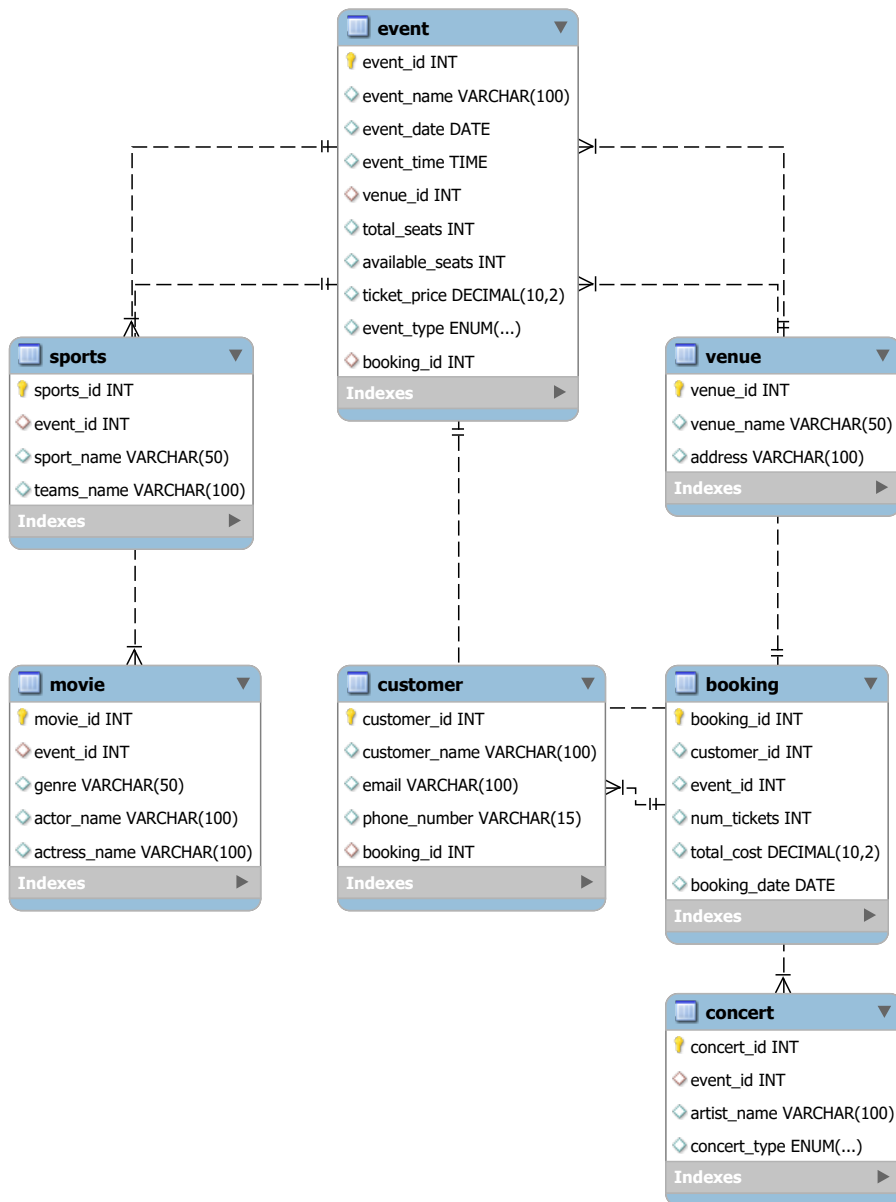 event
event_id INT
event_name VARCHAR(100)
event_date DATE
event_time TIME
venue_id INT
total_seats INT
available_seats INT
ticket_price DECIMAL(10,2)
event_type ENUM(...)
booking_id INT
Indexes
sports
sports_id INT
event_id INT
sport_name VARCHAR(50)
teams_name VARCHAR(100)
Indexes
venue
venue_id INT
venue_name VARCHAR(50)
address VARCHAR(100)
Indexes
movie
movie_id INT
event_id INT
genre VARCHAR(50)
actor_name VARCHAR(100)
actress_name VARCHAR(100)
Indexes
customer
customer_id INT
customer_name VARCHAR(100)
email VARCHAR(100)
phone_number VARCHAR(15)
booking_id INT
Indexes
booking
booking_id INT
customer_id INT
event_id INT
num_tickets INT
total_cost DECIMAL(10,2)
booking_date DATE
Indexes
concert
concert_id INT
event_id INT
artist_name VARCHAR(100)
concert_type ENUM(...)
Indexes